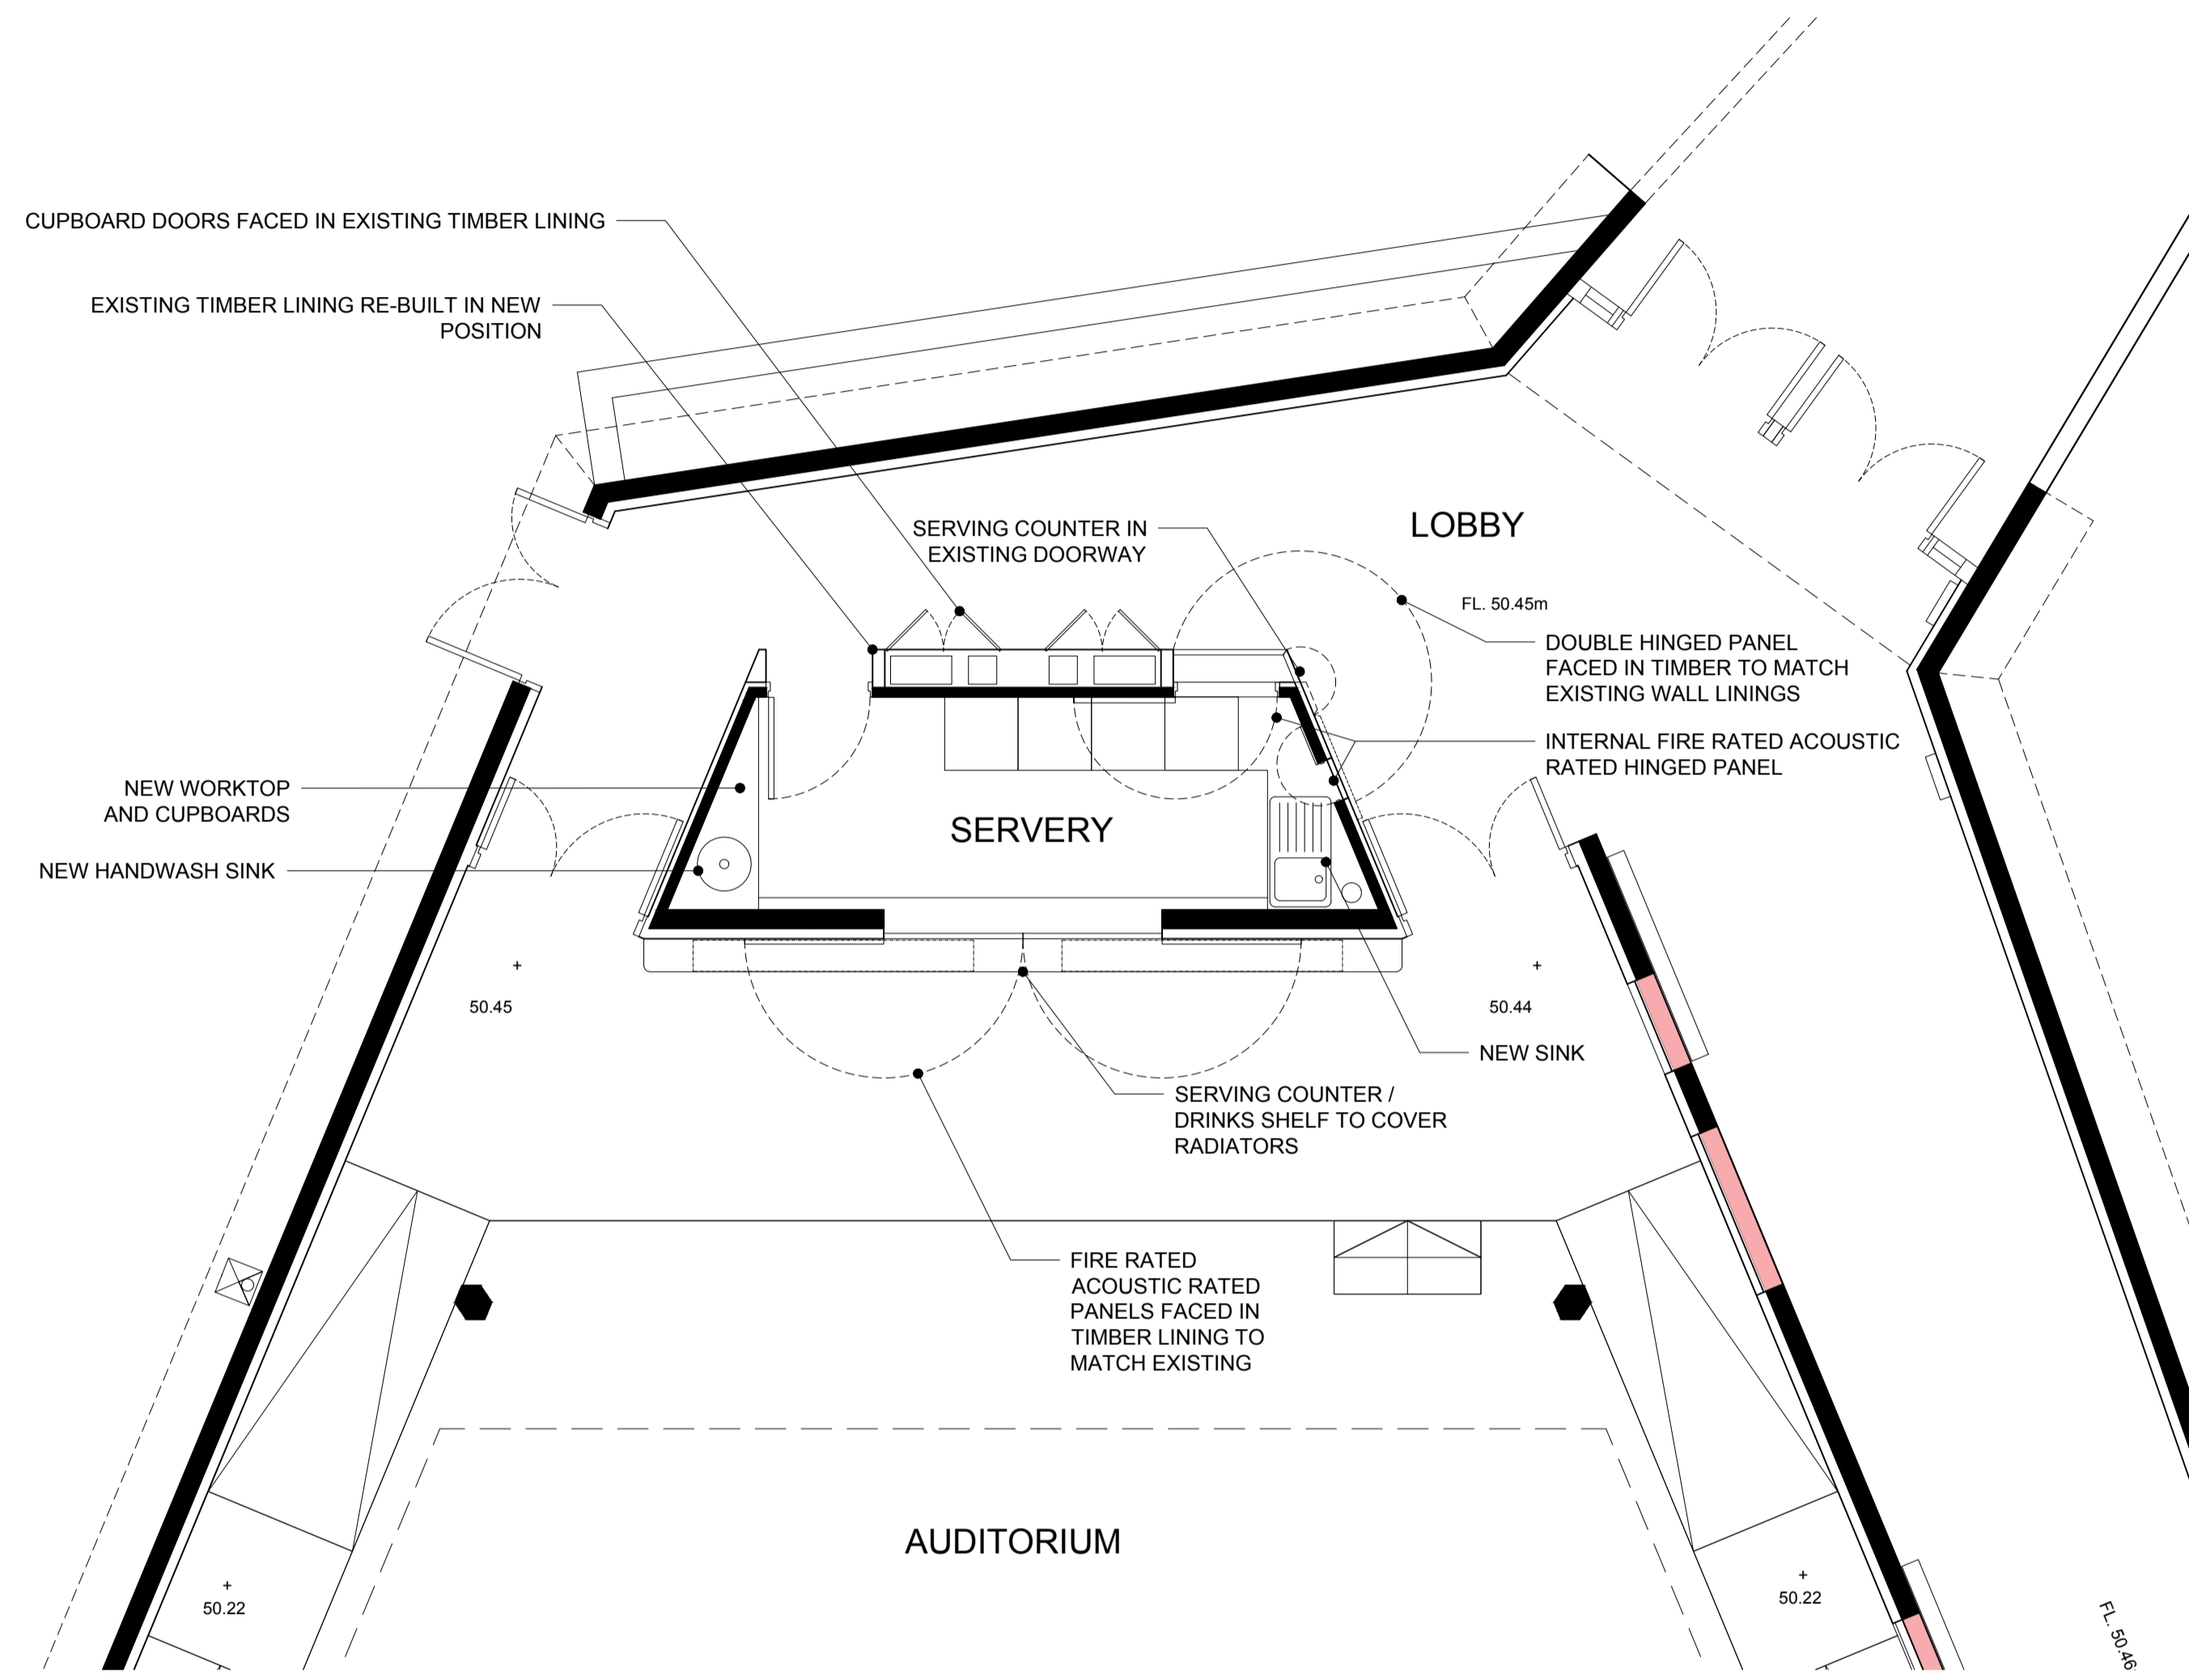 CUPBOARD DOORS FACED IN EXISTING TIMBER LINING
EXISTING TIMBER LINING RE-BUILT IN NEW
POSITION
SERVING COUNTER IN
EXISTING DOORWAY
LOBBY
FL. 50.45m
DOUBLE HINGED PANEL
FACED IN TIMBER TO MATCH
EXISTING WALL LININGS
INTERNAL FIRE RATED ACOUSTIC
RATED HINGED PANEL
NEW WORKTOP
AND CUPBOARDS
SERVERY
NEW HANDWASH SINK
50.45
50.44
NEW SINK
SERVING COUNTER /
DRINKS SHELF TO COVER
RADIATORS
FIRE RATED
ACOUSTIC RATED
PANELS FACED IN
TIMBER LINING TO
MATCH EXISTING
AUDITORIUM
50.22
50.22
FL. 50.46